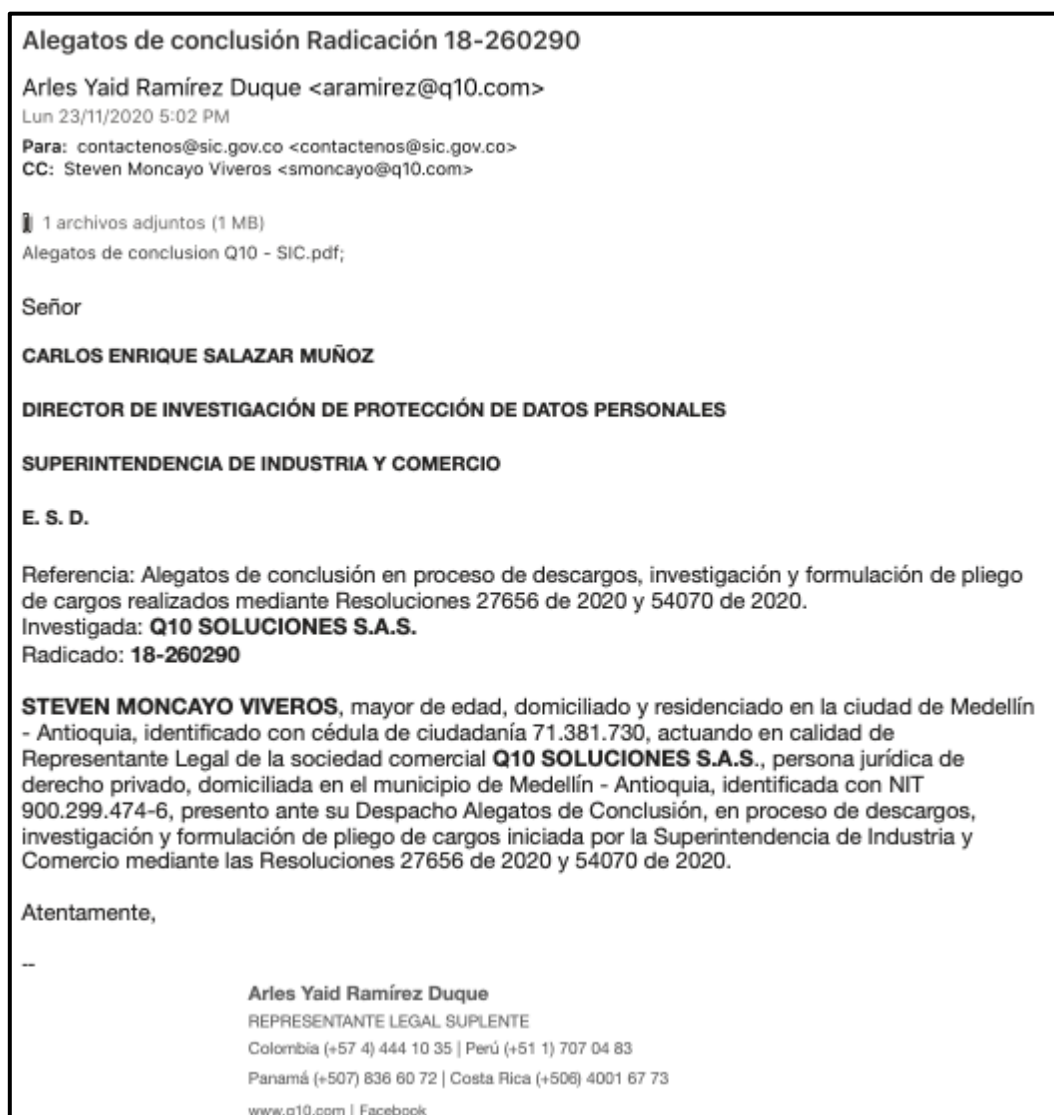 Alegatos de conclusión Radicación 18-260290
Arles Yaid Ramírez Duque <aramirez@q10.com>
Lun 23/11/2020 5:02 PM
Para: contactenos@sic.gov.co <contactenos@sic.gov.co>
CC: Steven Moncayo Viveros <smoncayo@q10.com>
1 archivos adjuntos (1 MB)
Alegatos de conclusion Q10 - SIC.pdf;
Señor
CARLOS ENRIQUE SALAZAR MUÑOZ
DIRECTOR DE INVESTIGACIÓN DE PROTECCIÓN DE DATOS PERSONALES
SUPERINTENDENCIA DE INDUSTRIA Y COMERCIO
E. S. D.
Referencia: Alegatos de conclusión en proceso de descargos, investigación y formulación de pliego
de cargos realizados mediante Resoluciones 27656 de 2020 y 54070 de 2020.
Investigada: Q10 SOLUCIONES S.A.S.
Radicado: 18-260290
STEVEN MONCAYO VIVEROS, mayor de edad, domiciliado y residenciado en la ciudad de Medellín
- Antioquia, identificado con cédula de ciudadanía 71.381.730, actuando en calidad de
Representante Legal de la sociedad comercial Q10 SOLUCIONES S.A.S., persona jurídica de
derecho privado, domiciliada en el municipio de Medellín - Antioquia, identificada con NIT
900.299.474-6, presento ante su Despacho Alegatos de Conclusión, en proceso de descargos,
investigación y formulación de pliego de cargos iniciada por la Superintendencia de Industria y
Comercio mediante las Resoluciones 27656 de 2020 y 54070 de 2020.
Atentamente,
--
Arles Yaid Ramírez Duque
REPRESENTANTE LEGAL SUPLENTE
Colombia (+57 4) 444 10 35 | Perú (+51 1) 707 04 83
Panamá (+507) 836 60 72 | Costa Rica (+506) 4001 67 73
www.q10.com | Facebook